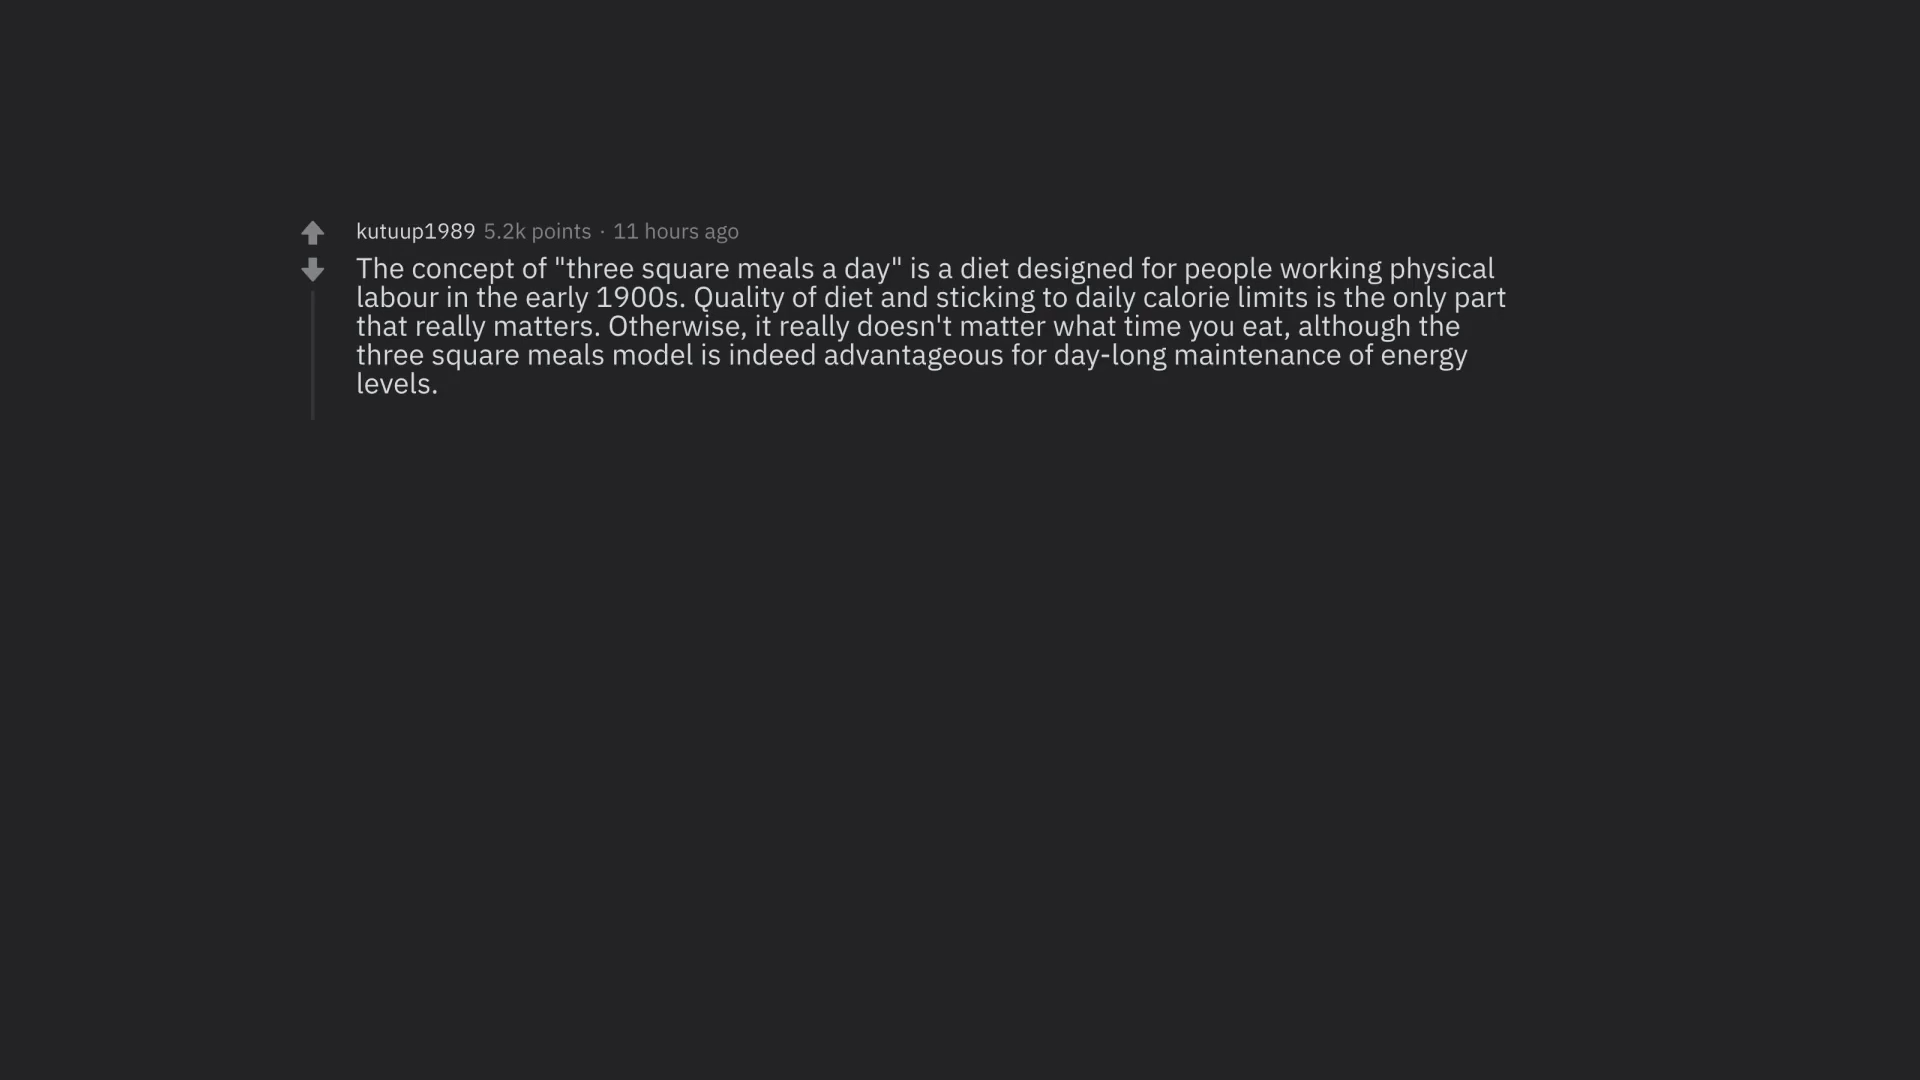 kutuup1989 5.2k points · 11 hours ago
The concept of "three square meals a day" is a diet designed for people working physical
labour in the early 1900s. Quality of diet and sticking to daily calorie limits is the only part
that really matters. Otherwise, it really doesn't matter what time you eat, although the
three square meals model is indeed advantageous for day-long maintenance of energy
levels.